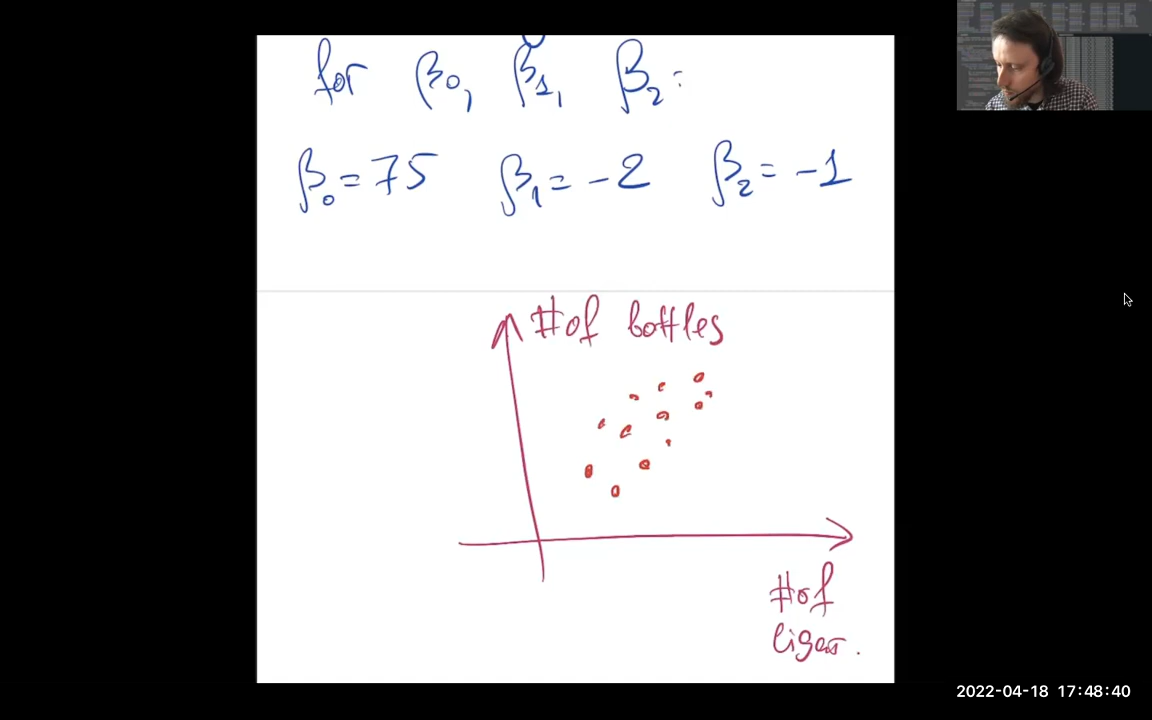 for β0, β1, β2:
β0 = 75 β1 = -2 β2 = -1
# of bottles
# of
2022-04-18 17:48:40